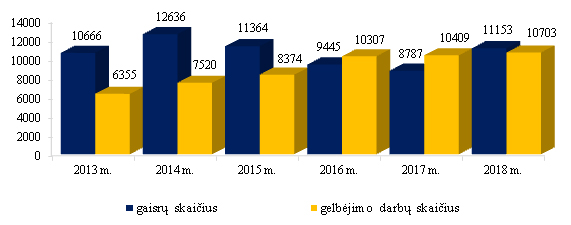 14000
12000
10000
8000
6000
4000
2000
0
10666
6355
12636
7520
11364
8374
9445
10307
8787
10409
11153
10703
2013 m.
2014 m.
2015 m.
2016 m.
2017 m.
2018 m.
gaisrų skaičius
gelbėjimo darbų skaičius